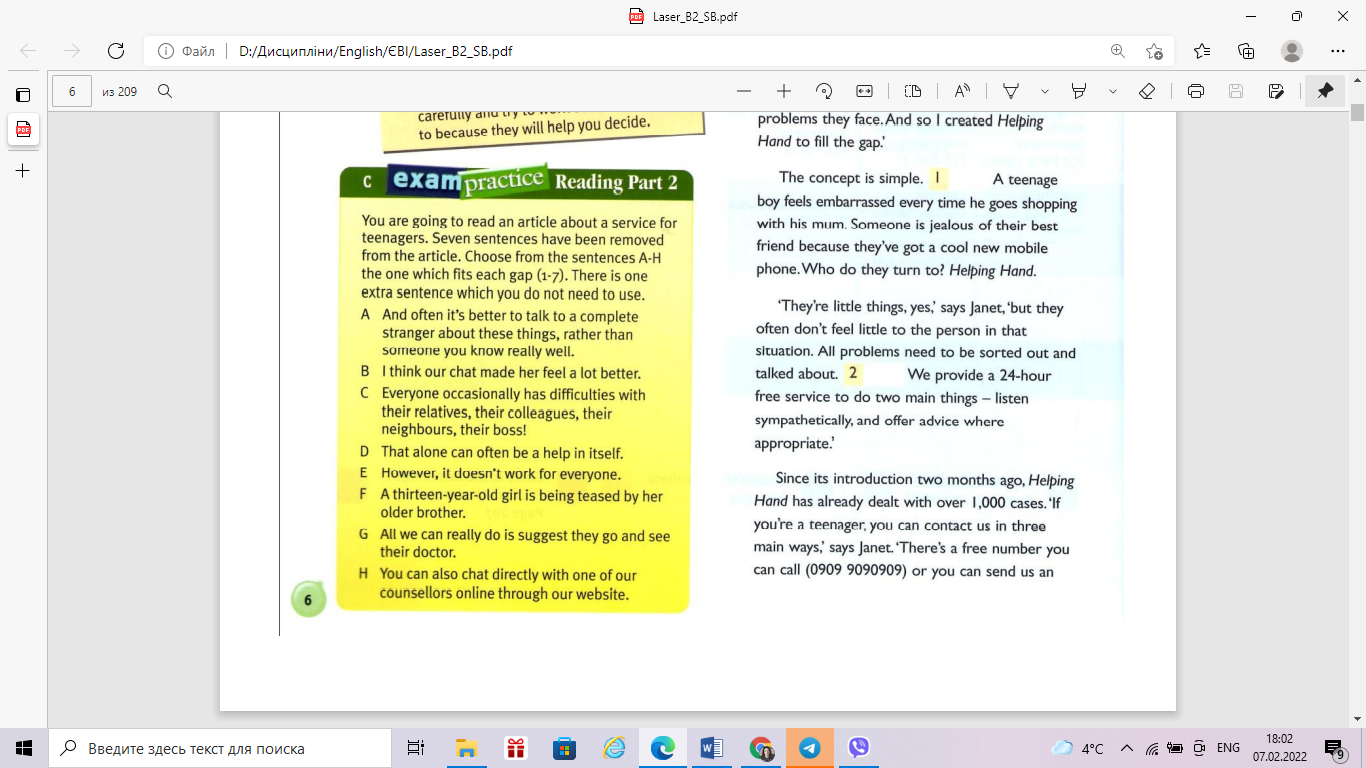 Laser_B2_SB.pdf
Файл
D:/Дисципліни/English/ЄВІ/Laser_B2_SB.pdf
6 из 209
carefully and try to
to because they will help you decide.
C exam practice Reading Part 2
You are going to read an article about a service for
teenagers. Seven sentences have been removed
from the article. Choose from the sentences A-H
the one which fits each gap (1-7). There is one
extra sentence which you do not need to use.
A And often it's better to talk to a complete
stranger about these things, rather than
someone you know really well.
B I think our chat made her feel a lot better.
C Everyone occasionally has difficulties with
their relatives, their colleagues, their
neighbours, their boss!
D That alone can often be a help in itself.
E However, it doesn't work for everyone.
F A thirteen-year-old girl is being teased by her
older brother.
G All we can really do is suggest they go and see
their doctor.
H You can also chat directly with one of our
counsellors online through our website.
6
problems they face. And so I created Helping
Hand to fill the gap.'
The concept is simple. 1 A teenage
boy feels embarrassed every time he goes shopping
with his mum. Someone is jealous of their best
friend because they've got a cool new mobile
phone. Who do they turn to? Helping Hand.
'They're little things, yes,' says Janet, 'but they
often don't feel little to the person in that
situation. All problems need to be sorted out and
talked about. 2 We provide a 24-hour
free service to do two main things – listen
sympathetically, and offer advice where
appropriate.'
Since its introduction two months ago, Helping
Hand has already dealt with over 1,000 cases. 'If
you're a teenager, you can contact us in three
main ways,' says Janet. 'There's a free number you
can call (0909 9090909) or you can send us an
Введите здесь текст для поиска
4°C
ENG
18:02
07.02.2022
9